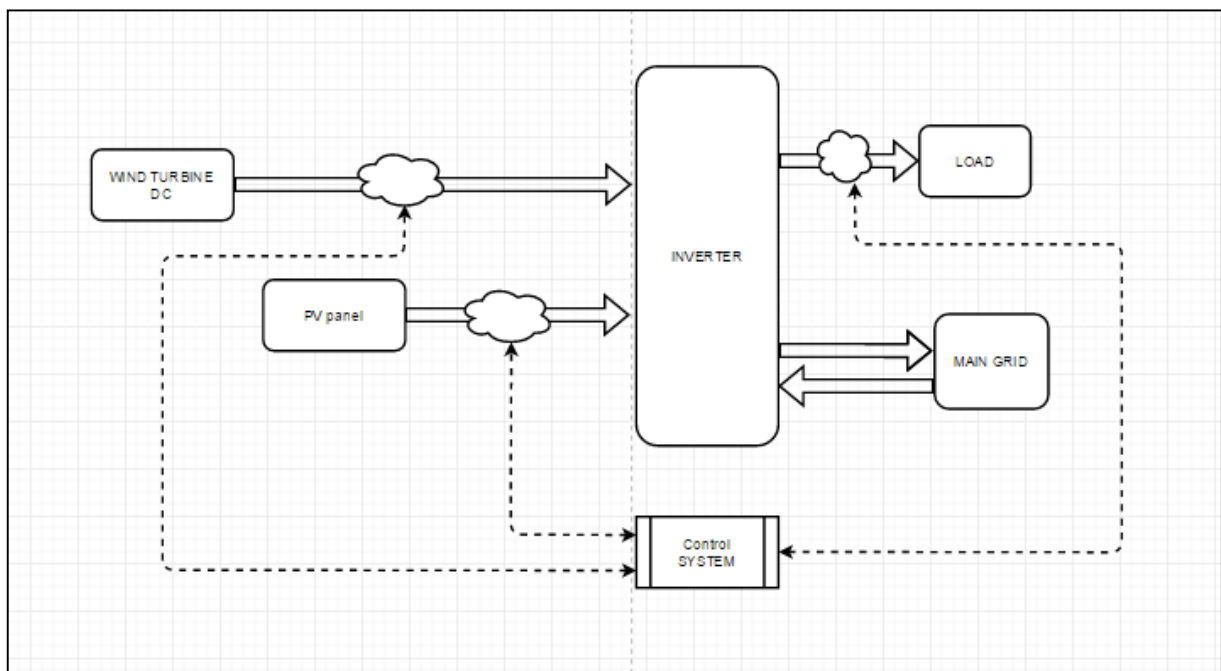 WIND TURBINE
DC
LOAD
INVERTER
PV panel
MAIN GRID
Control
SYSTEM